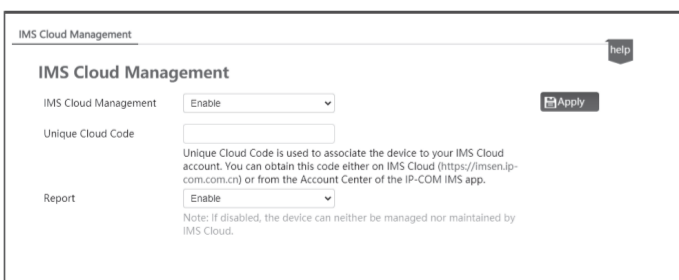 IMS Cloud Management
help
IMS Cloud Management
IMS Cloud Management Enable Apply
Unique Cloud Code
Unique Cloud Code is used to associate the device to your IMS Cloud
account. You can obtain this code either on IMS Cloud (https://imsen.ip-
com.com.cn) or from the Account Center of the IP-COM IMS app.
Report Enable
Note: If disabled, the device can neither be managed nor maintained by
IMS Cloud.